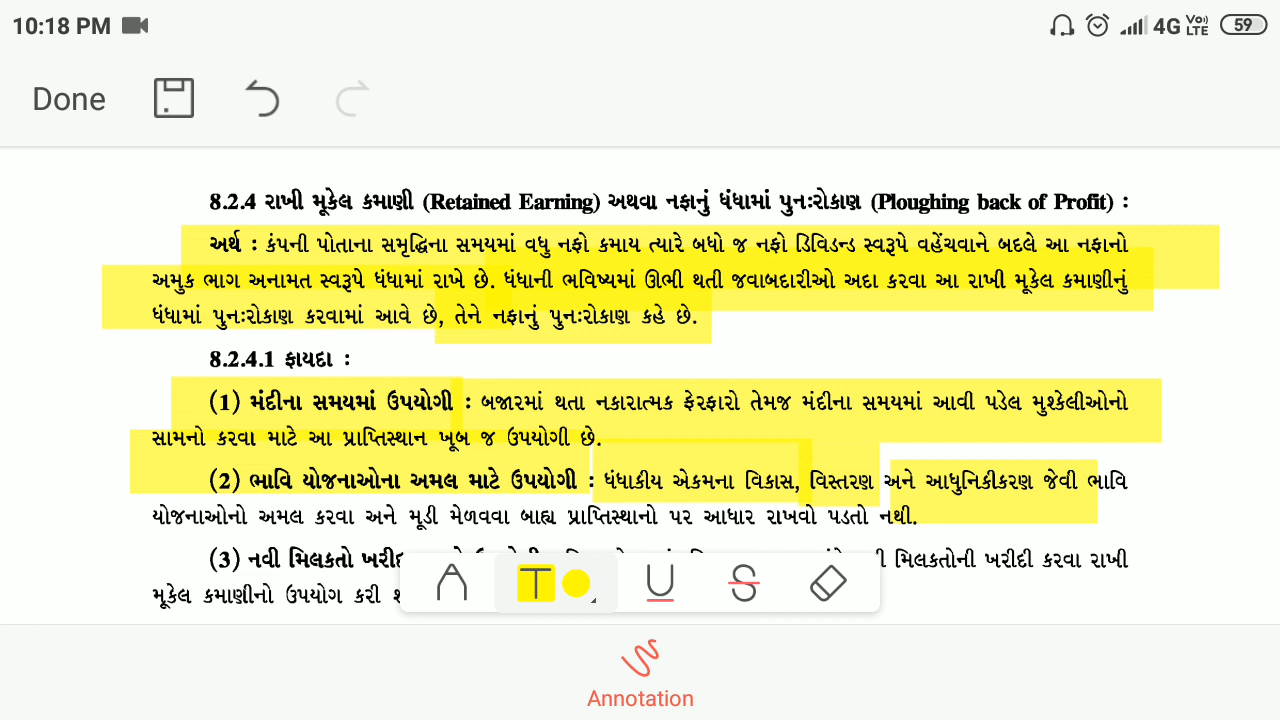 10:18 PM 4G Vo) LTE 59
Done
8.2.4 રાખી મૂકેલ કમાણી (Retained Earning) અથવા નફાનું ધંધામાં પુનઃરોકાણ (Ploughing back of Profit) :
અર્થ : કંપની પોતાના સમૃદ્ધિના સમયમાં વધુ નફો કમાય ત્યારે બધો જ નફો ડિવિડન્ડ સ્વરૂપે વહેંચવાને બદલે આ નફાનો
અમુક ભાગ અનામત સ્વરૂપે ધંધામાં રાખે છે. ધંધાની ભવિષ્યમાં ઊભી થતી જવાબદારીઓ અદા કરવા આ રાખી મૂકેલ કમાણીનું
ધંધામાં પુનઃરોકાણ કરવામાં આવે છે, તેને નફાનું પુનઃરોકાણ કહે છે.
8.2.4.1 ફાયદા :
(1) મંદીના સમયમાં ઉપયોગી : બજારમાં થતા નકારાત્મક ફેરફારો તેમજ મંદીના સમયમાં આવી પડેલ મુશ્કેલીઓનો
સામનો કરવા માટે આ પ્રાપ્તિસ્થાન ખૂબ જ ઉપયોગી છે.
(2) ભાવિ યોજનાઓના અમલ માટે ઉપયોગી : ધંધાકીય એકમના વિકાસ, વિસ્તરણ અને આધુનિકીકરણ જેવી ભાવિ
યોજનાઓનો અમલ કરવા અને મૂડી મેળવવા બાહ્ય પ્રાપ્તિસ્થાનો પર આધાર રાખવો પડતો નથી.
(3) નવી મિલકતો મિલકતોની ખરીદી કરવા રાખી
મૂકેલ કમાણીનો ઉપયોગ કરી
T U S
Annotation